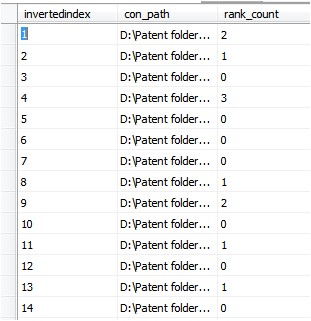 invertedindex con_path rank_count
1 D:\Patent folder... 2
2 D:\Patent folder... 1
3 D:\Patent folder... 0
4 D:\Patent folder... 3
5 D:\Patent folder... 0
6 D:\Patent folder... 0
7 D:\Patent folder... 0
8 D:\Patent folder... 1
9 D:\Patent folder... 2
10 D:\Patent folder... 0
11 D:\Patent folder... 1
12 D:\Patent folder... 0
13 D:\Patent folder... 1
14 D:\Patent folder... 0